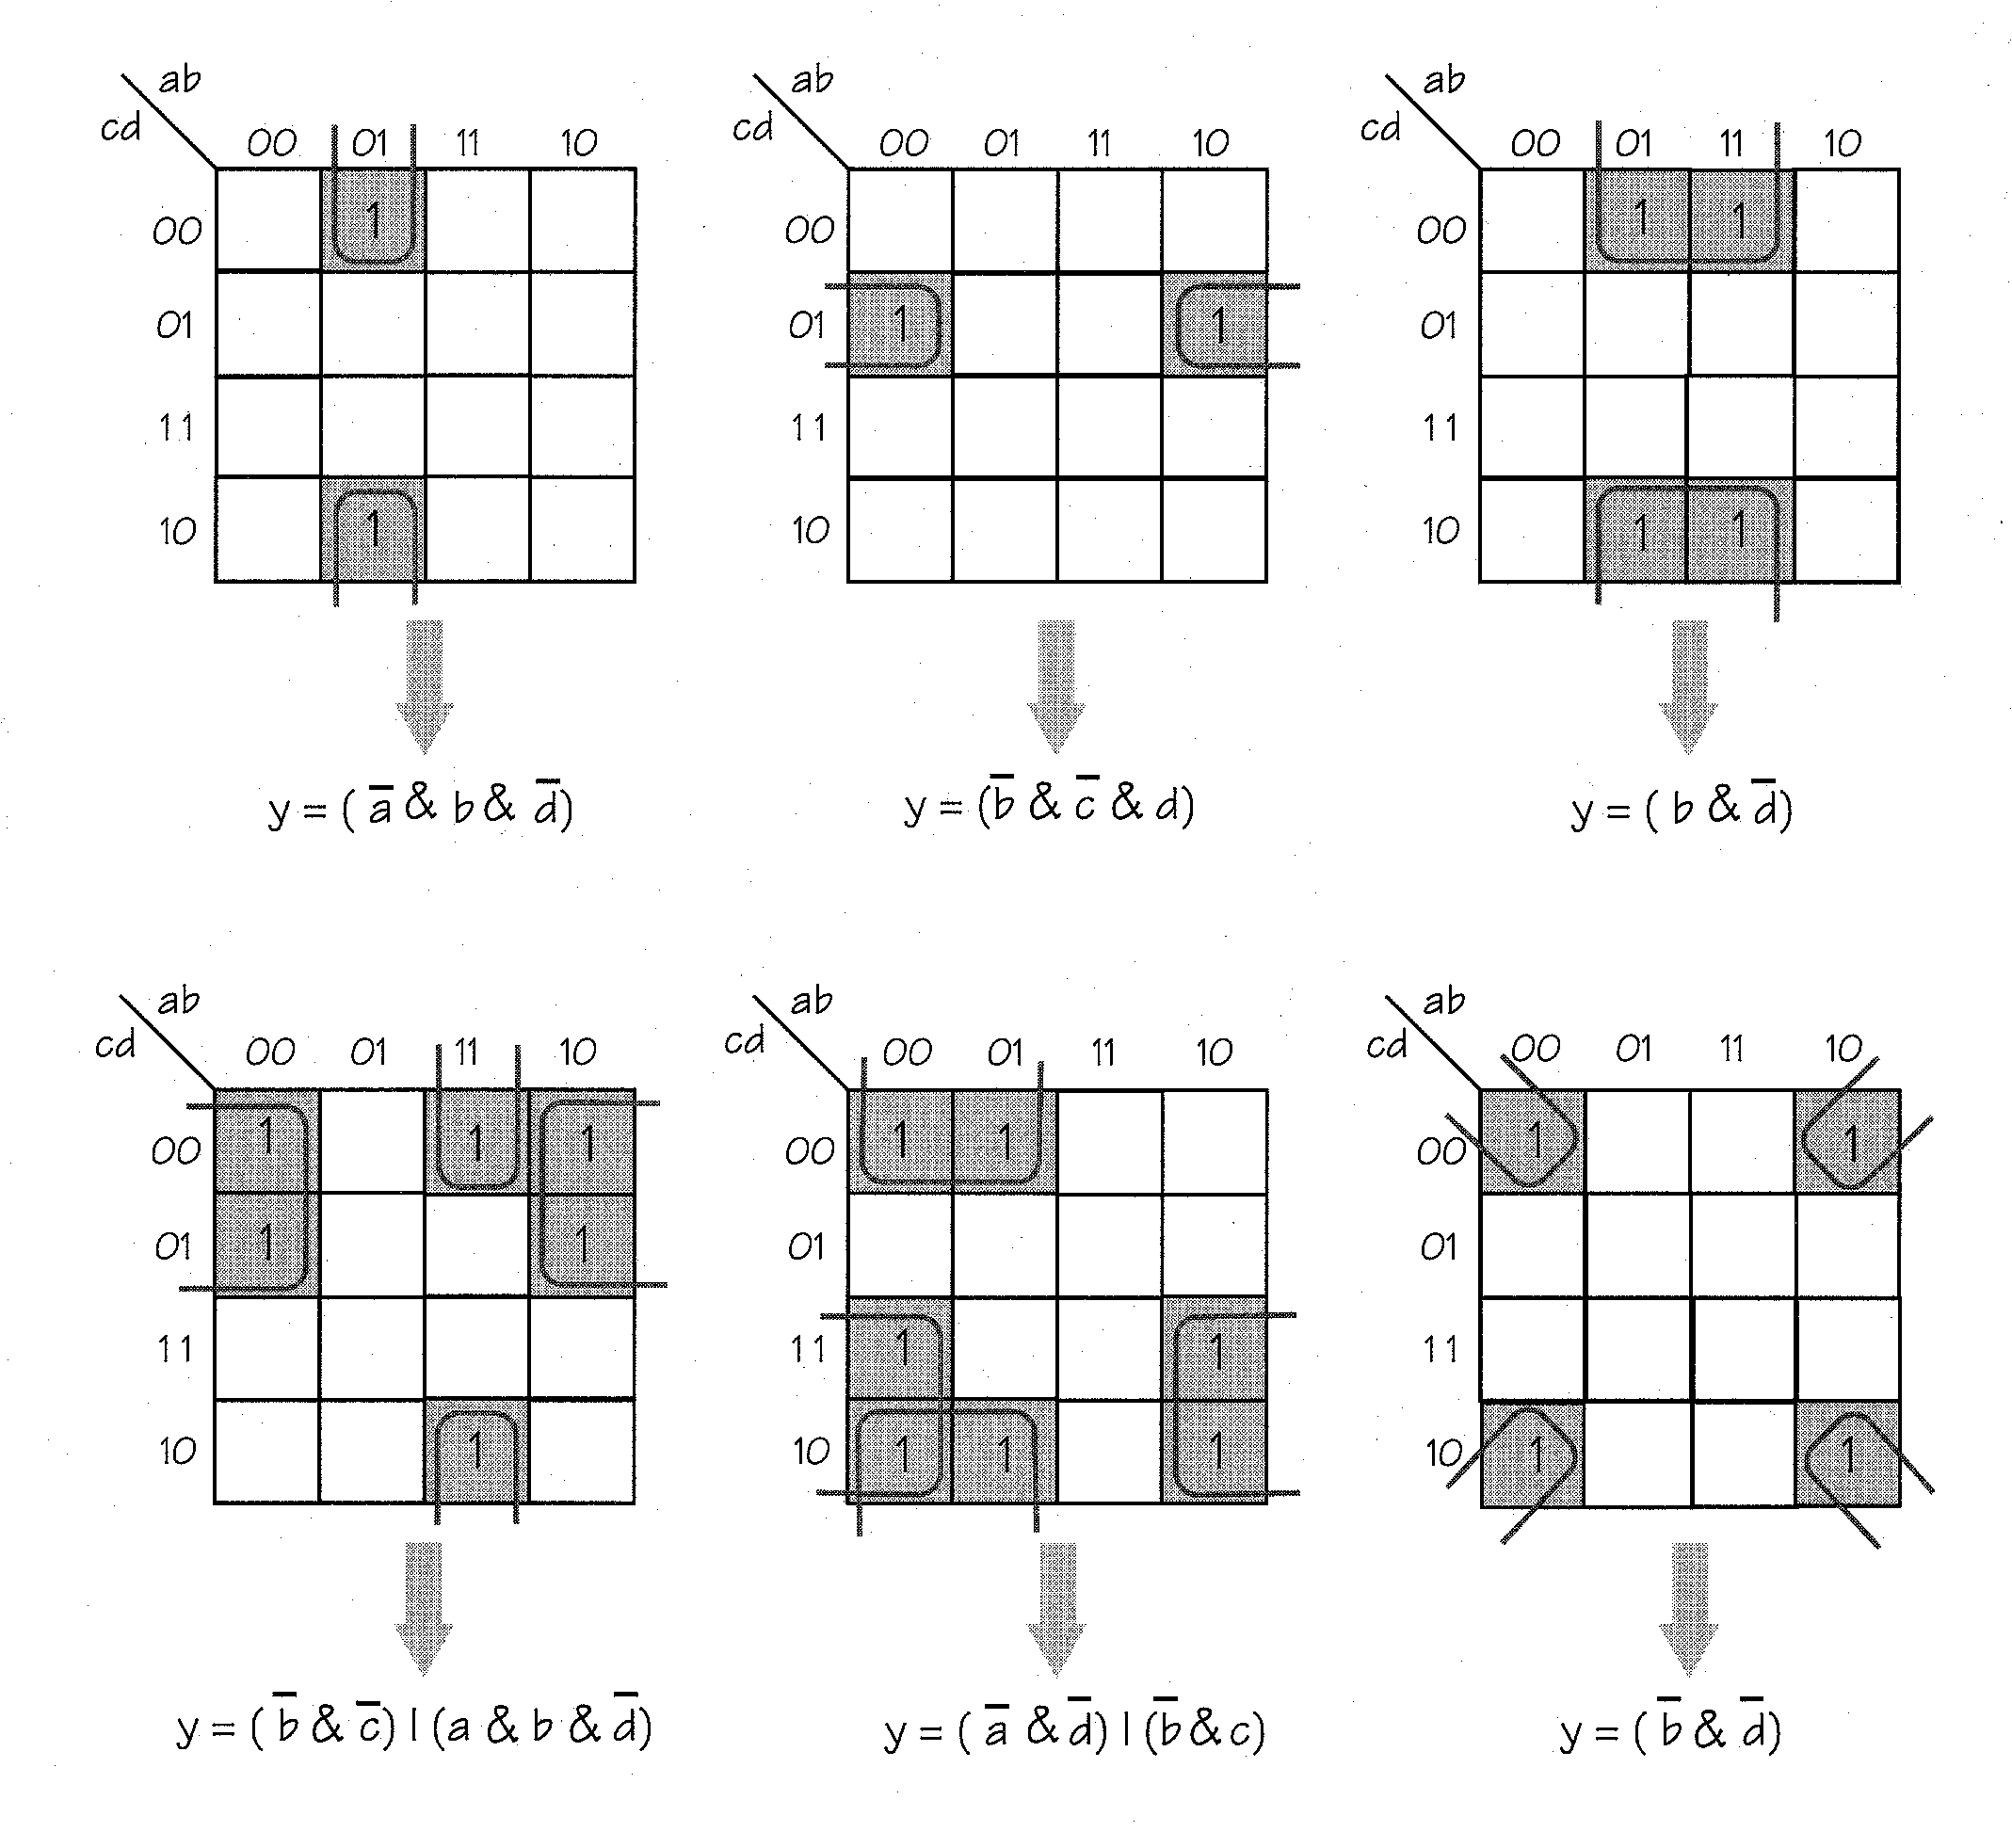 ab ab ab
cd cd cd
00 01 11 10 00 01 11 10 00 01 11 10
00 1 00 00 1 1
01 01 1 1 01
11 11 11
10 1 10 10 1 1
y = ( a̅ & b & d̅) y = (b̅ & c̅ & d) y = ( b & d̅)
ab ab ab
cd cd cd
00 01 11 10 00 01 11 10 00 01 11 10
00 1 1 1 00 1 1 00 1 1
01 1 1 01 01
11 11 1 1 11
10 1 10 1 1 1 10 1 1
y = ( b̅ & c̅) | (a & b & d̅) y = ( a̅ & d̅) | (b̅ & c) y = ( b̅ & d̅)